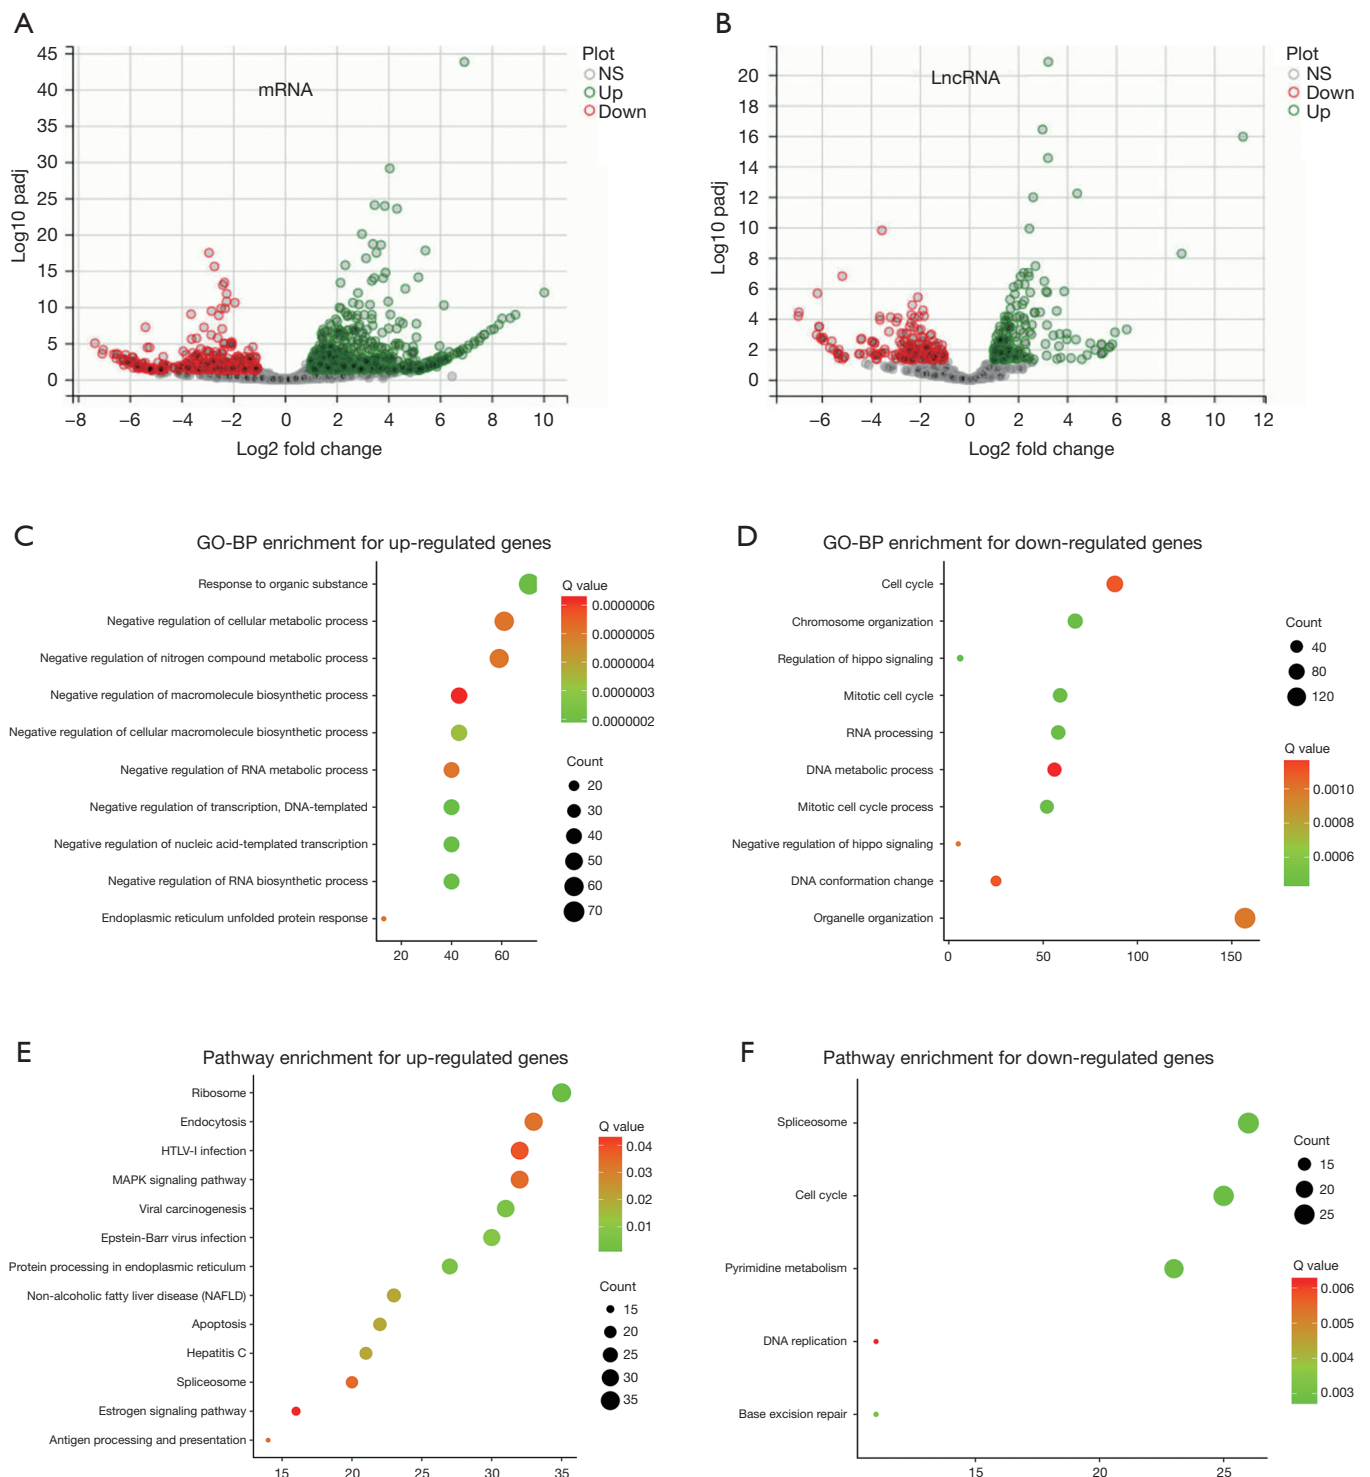 A
mRNA
Log10 padj
45
40
35
30
25
20
15
10
5
0
−8 −6 −4 −2 0 2 4 6 8 10
Log2 fold change
Plot
NS
Up
Down
B
LncRNA
Log10 padj
20
18
16
14
12
10
8
6
4
2
0
−6 −4 −2 0 2 4 6 8 10 12
Log2 fold change
Plot
NS
Down
Up
C
GO-BP enrichment for up-regulated genes
Response to organic substance
Negative regulation of cellular metabolic process
Negative regulation of nitrogen compound metabolic process
Negative regulation of macromolecule biosynthetic process
Negative regulation of cellular macromolecule biosynthetic process
Negative regulation of RNA metabolic process
Negative regulation of transcription, DNA-templated
Negative regulation of nucleic acid-templated transcription
Negative regulation of RNA biosynthetic process
Endoplasmic reticulum unfolded protein response
20 40 60
Q value
0.0000006
0.0000005
0.0000004
0.0000003
0.0000002
Count
20
30
40
50
60
70
D
GO-BP enrichment for down-regulated genes
Cell cycle
Chromosome organization
Regulation of hippo signaling
Mitotic cell cycle
RNA processing
DNA metabolic process
Mitotic cell cycle process
Negative regulation of hippo signaling
DNA conformation change
Organelle organization
0 50 100 150
Count
40
80
120
Q value
0.0010
0.0008
0.0006
E
Pathway enrichment for up-regulated genes
Ribosome
Endocytosis
HTLV-I infection
MAPK signaling pathway
Viral carcinogenesis
Epstein-Barr virus infection
Protein processing in endoplasmic reticulum
Non-alcoholic fatty liver disease (NAFLD)
Apoptosis
Hepatitis C
Spliceosome
Estrogen signaling pathway
Antigen processing and presentation
15 20 25 30 35
Q value
0.04
0.03
0.02
0.01
Count
15
20
25
30
35
F
Pathway enrichment for down-regulated genes
Spliceosome
Cell cycle
Pyrimidine metabolism
DNA replication
Base excision repair
15 20 25
Count
15
20
25
Q value
0.006
0.005
0.004
0.003